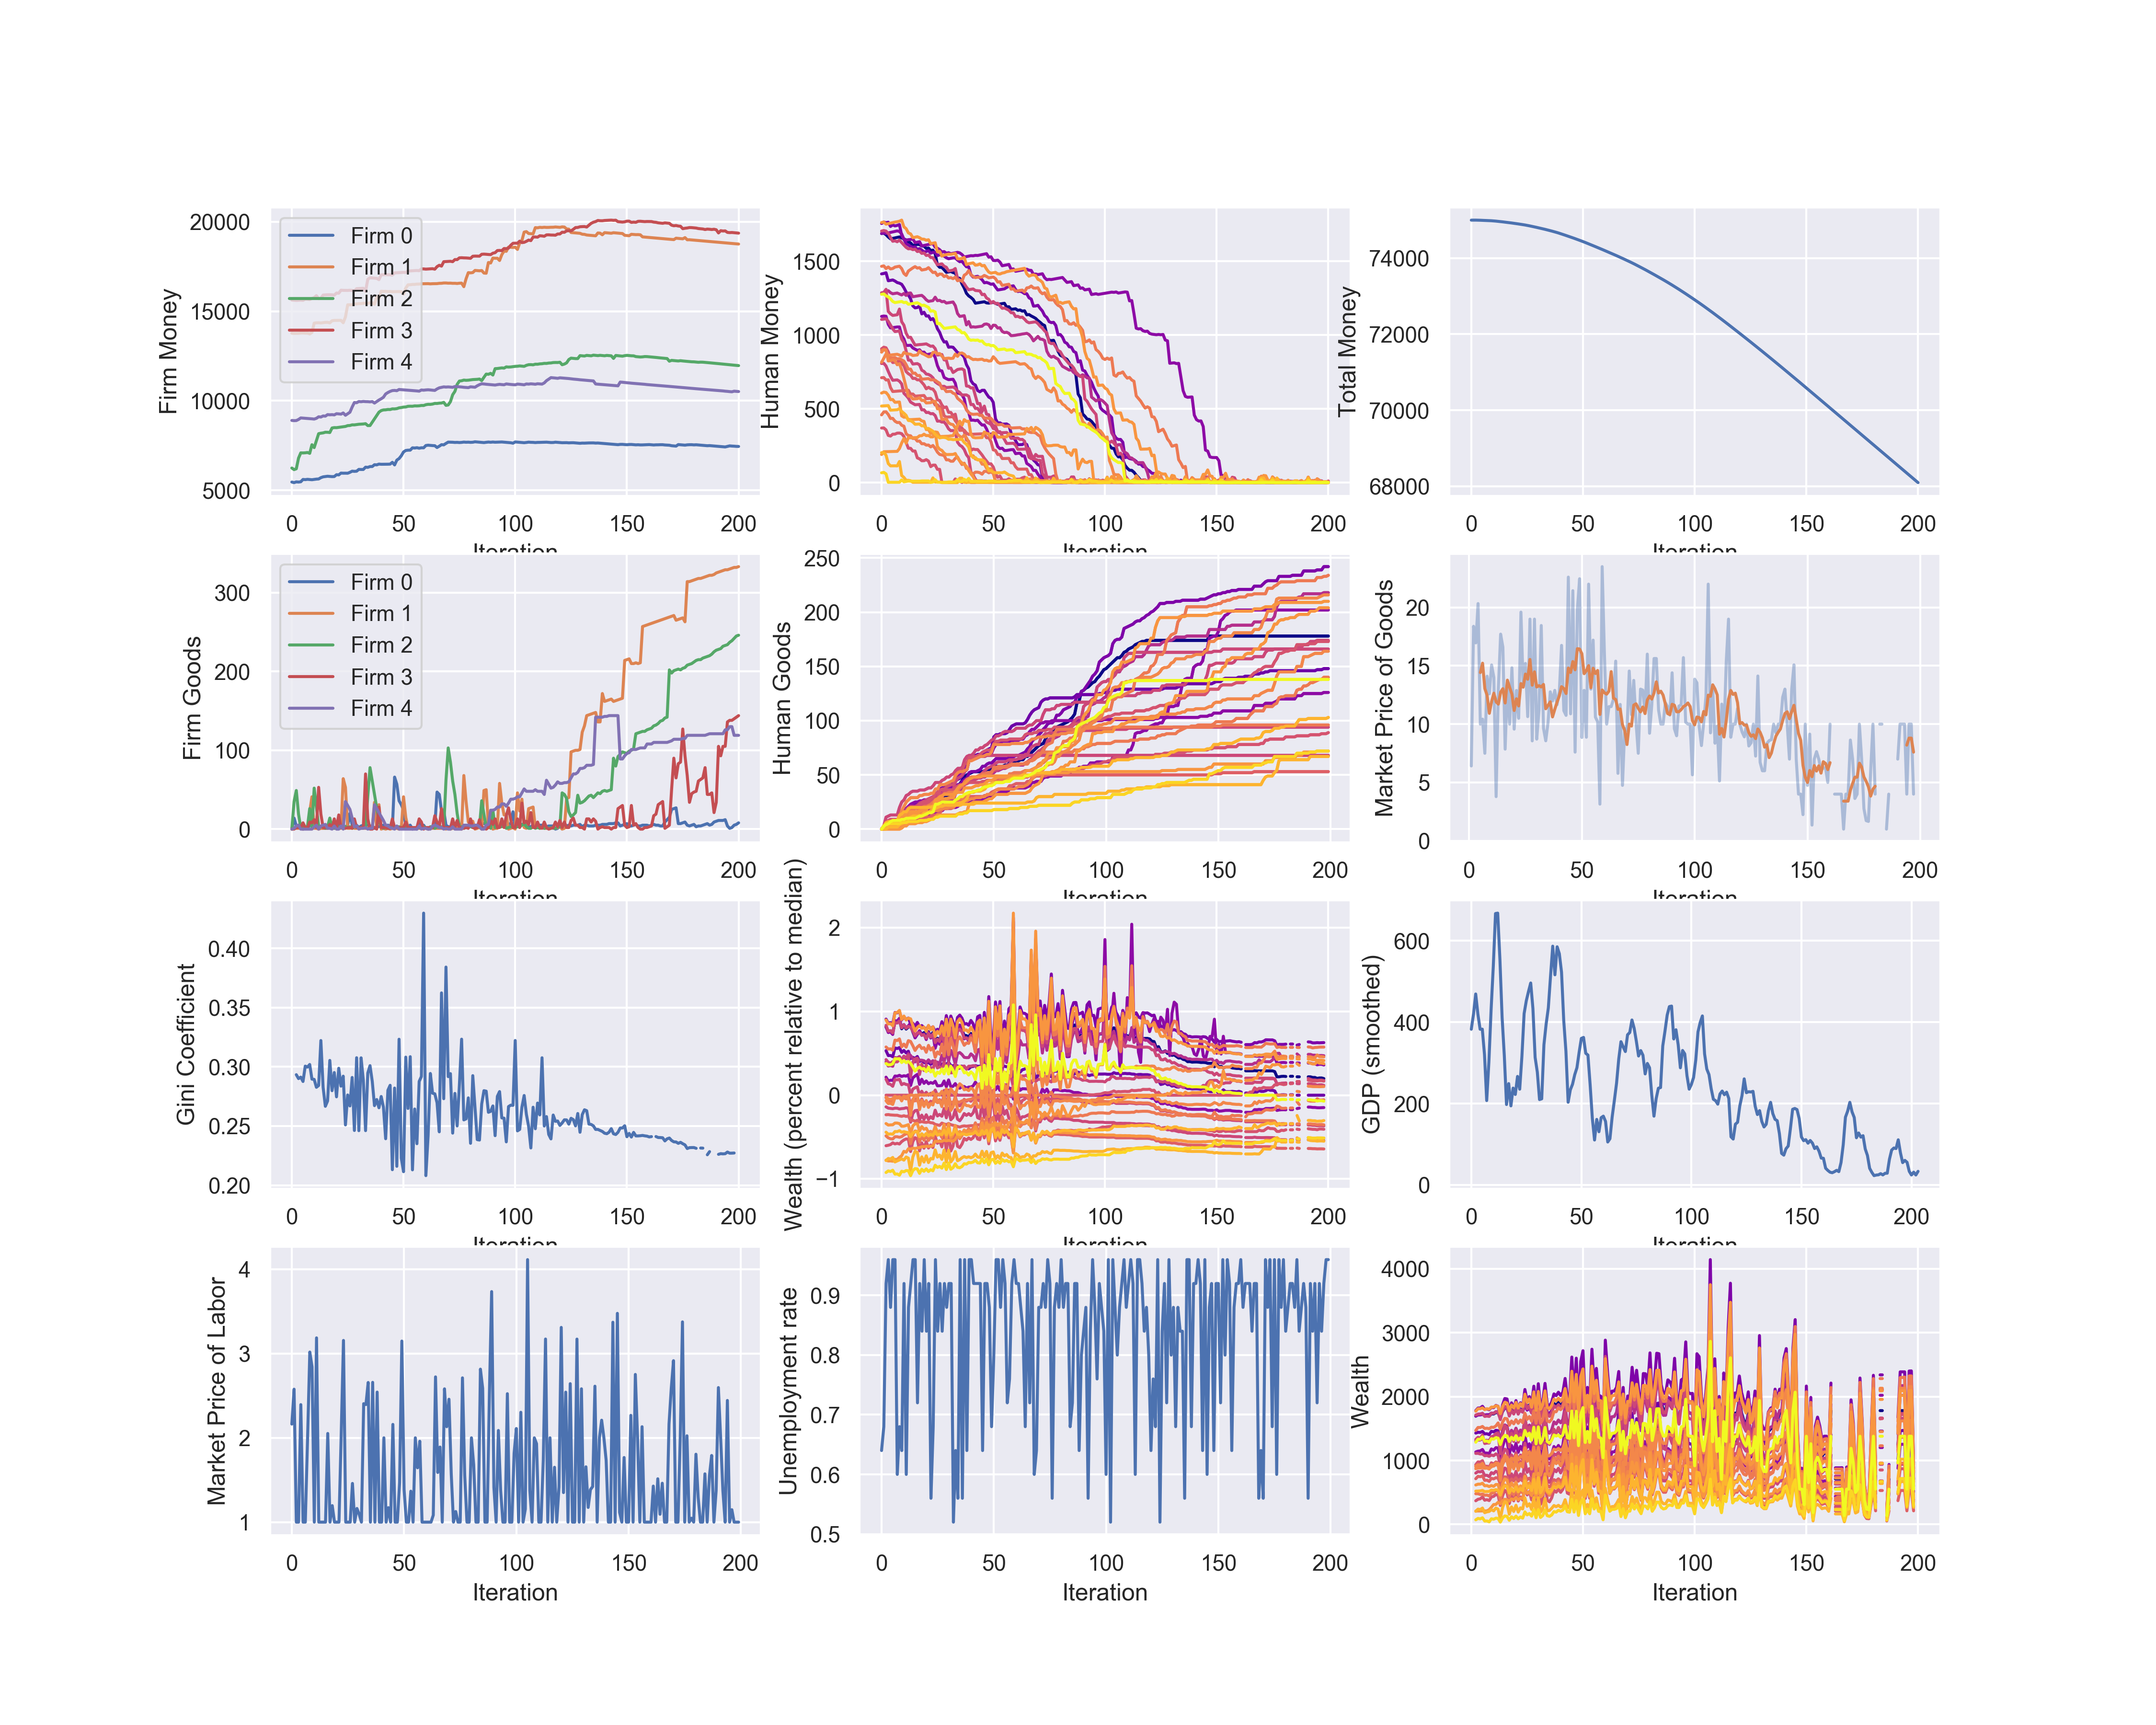 Firm Money
20000
15000
10000
5000
Firm 0
Firm 1
Firm 2
Firm 3
Firm 4
0 50 100 150 200
Iteration
Human Money
1500
1000
500
0
0 50 100 150 200
Iteration
Total Money
74000
72000
70000
68000
0 50 100 150 200
Iteration
Firm Goods
300
200
100
0
Firm 0
Firm 1
Firm 2
Firm 3
Firm 4
0 50 100 150 200
Iteration
Human Goods
250
200
150
100
50
0
0 50 100 150 200
Iteration
Market Price of Goods
20
15
10
5
0
0 50 100 150 200
Iteration
Gini Coefficient
0.40
0.35
0.30
0.25
0.20
0 50 100 150 200
Iteration
Wealth (percent relative to median)
2
1
0
−1
0 50 100 150 200
Iteration
GDP (smoothed)
600
400
200
0
0 50 100 150 200
Iteration
Market Price of Labor
4
3
2
1
0 50 100 150 200
Iteration
Unemployment rate
0.9
0.8
0.7
0.6
0.5
0 50 100 150 200
Iteration
Wealth
4000
3000
2000
1000
0
0 50 100 150 200
Iteration